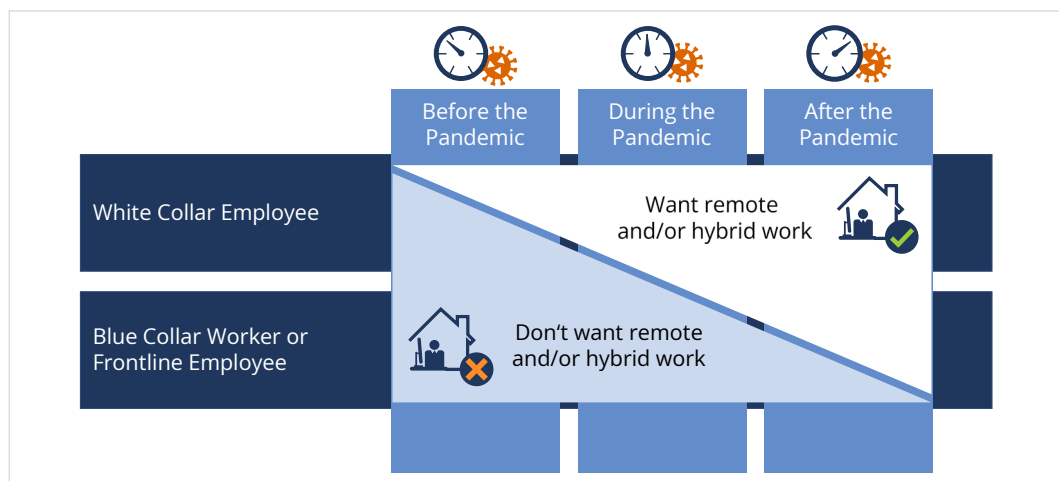 Before the
Pandemic
During the
Pandemic
After the
Pandemic
White Collar Employee
Want remote
and/or hybrid work
Blue Collar Worker or
Frontline Employee
Don‘t want remote
and/or hybrid work